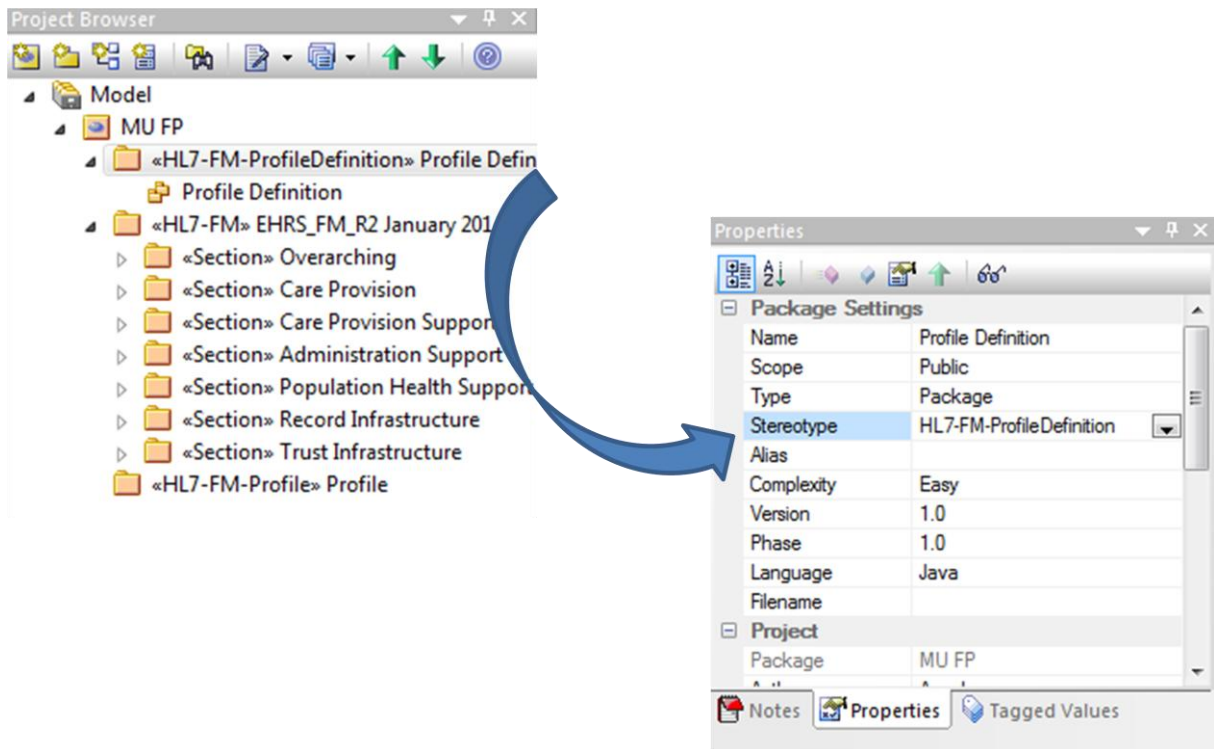 Project Browser
Model
MU FP
«HL7-FM-ProfileDefinition» Profile Defin
Profile Definition
«HL7-FM» EHRS_FM_R2 January 201
«Section» Overarching
«Section» Care Provision
«Section» Care Provision Suppor
«Section» Administration Support
«Section» Population Health Support
«Section» Record Infrastructure
«Section» Trust Infrastructure
«HL7-FM-Profile» Profile
Properties
Package Settings
Name Profile Definition
Scope Public
Type Package
Stereotype HL7-FM-ProfileDefinition
Alias
Complexity Easy
Version 1.0
Phase 1.0
Language Java
Filename
Project
Package MU FP
Notes Properties Tagged Values